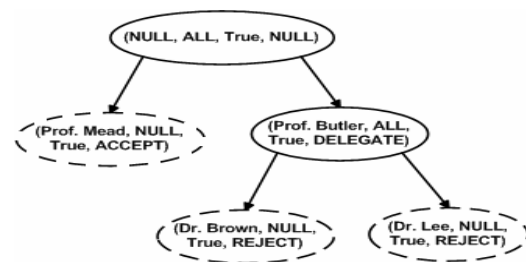 (NULL, ALL, True, NULL)
(Prof. Mead, NULL,
True, ACCEPT)
(Prof. Butler, ALL,
True, DELEGATE)
(Dr. Brown, NULL,
True, REJECT)
(Dr. Lee, NULL,
True, REJECT)